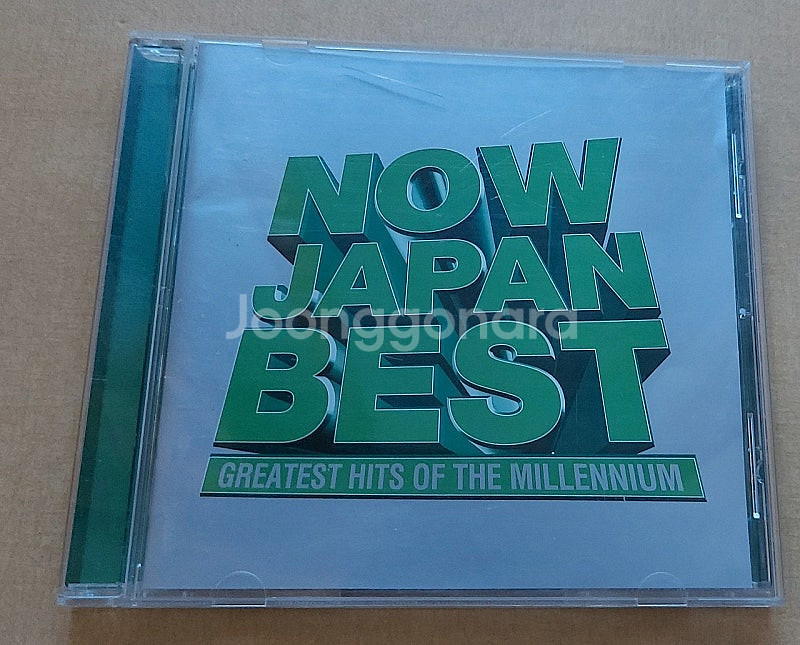 NOW
JAPAN
BEST
GREATEST HITS OF THE MILLENNIUM
Joonggonara